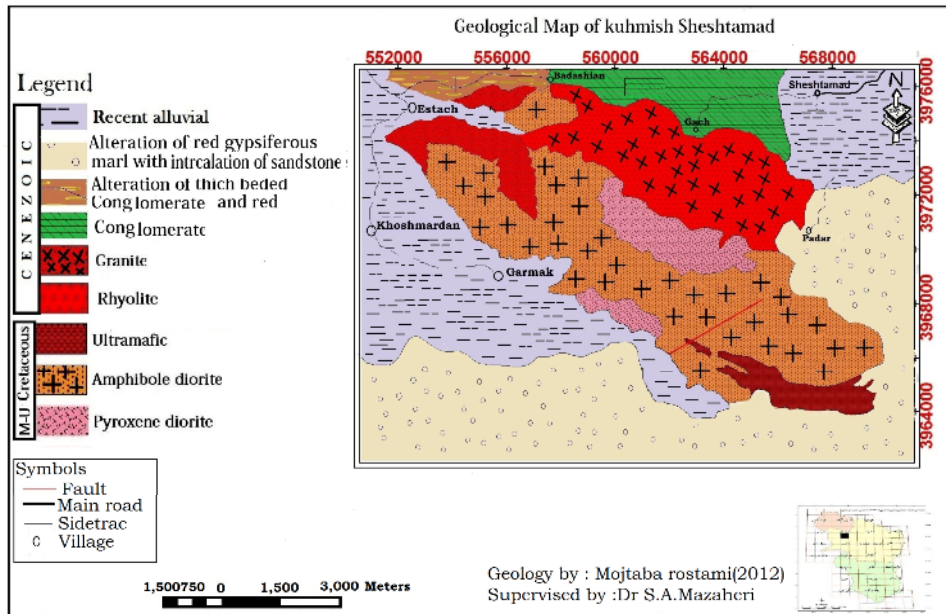 Geological Map of kuhmish Sheshtamad
552000 556000 560000 564000 568000
3976000
3972000
3968000
3964000
N
Badashian
Sheshtamad
Estach
Gach
Khoshmardan
Padar
Garmak
Legend
CENEZOIC
Recent alluvial
Alteration of red gypsiferous
marl with intrcalation of sandstone
Alteration of thich beded
Conglomerate and red
Conglomerate
Granite
Rhyolite
M-U Cretaceous
Ultramafic
Amphibole diorite
Pyroxene diorite
Symbols
Fault
Main road
Sidetrac
Village
1,500750 0 1,500 3,000 Meters
Geology by : Mojtaba rostami(2012)
Supervised by :Dr S.A.Mazaheri